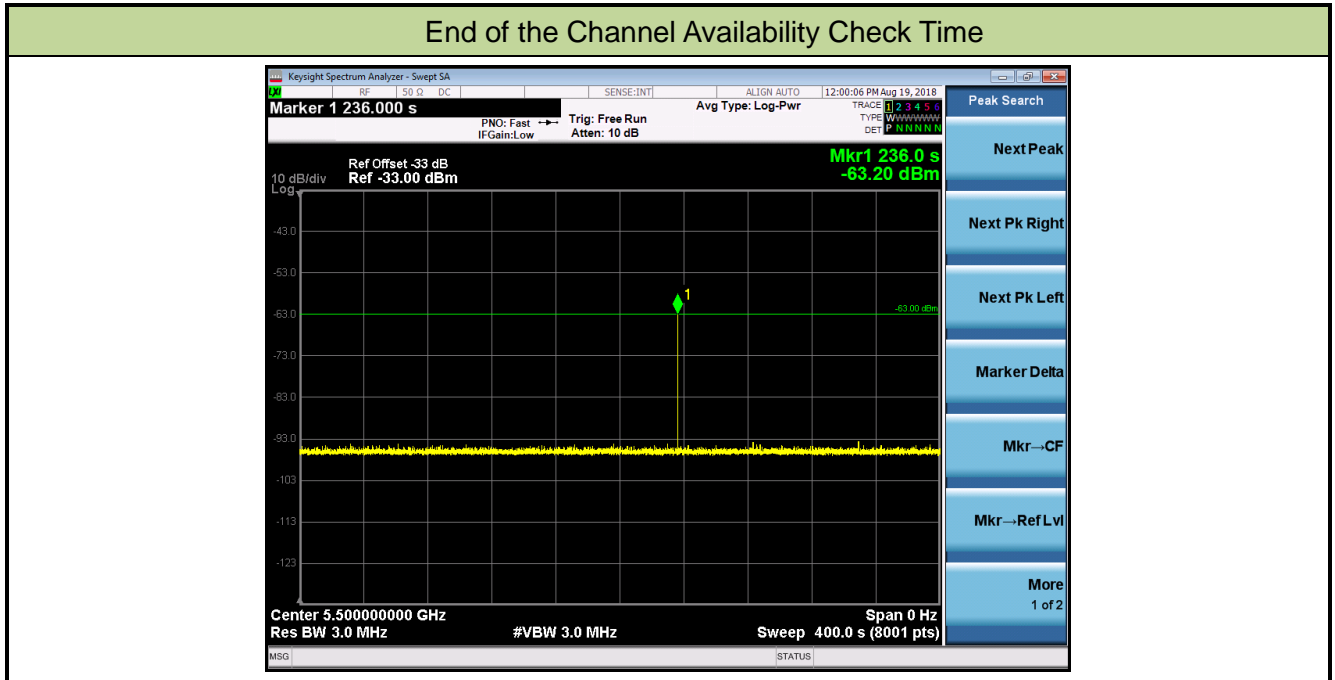 End of the Channel Availability Check Time
Keysight Spectrum Analyzer - Swept SA
LXI RF 50 Ω DC SENSE:INT ALIGN AUTO 12:00:06 PM Aug 19, 2018
Marker 1 236.000 s
PNO: Fast
IFGain:Low
Trig: Free Run
Atten: 10 dB
Avg Type: Log-Pwr
TRACE 1 2 3 4 5 6
TYPE WWWWWW
DET P N N N N N
Peak Search
10 dB/div
Log
Ref Offset -33 dB
Ref -33.00 dBm
Mkr1 236.0 s
-63.20 dBm
-43.0
-53.0
1
-63.0
-63.00 dBm
-73.0
-83.0
-93.0
-103
-113
-123
Center 5.500000000 GHz
Span 0 Hz
Res BW 3.0 MHz
#VBW 3.0 MHz
Sweep 400.0 s (8001 pts)
MSG
STATUS
Next Peak
Next Pk Right
Next Pk Left
Marker Delta
Mkr→CF
Mkr→Ref Lvl
More
1 of 2